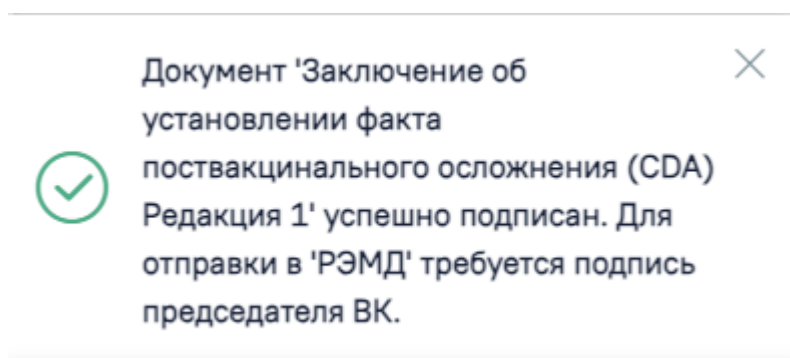 Документ 'Заключение об
установлении факта
поствакцинального осложнения (CDA)
Редакция 1' успешно подписан. Для
отправки в 'РЭМД' требуется подпись
председателя ВК.